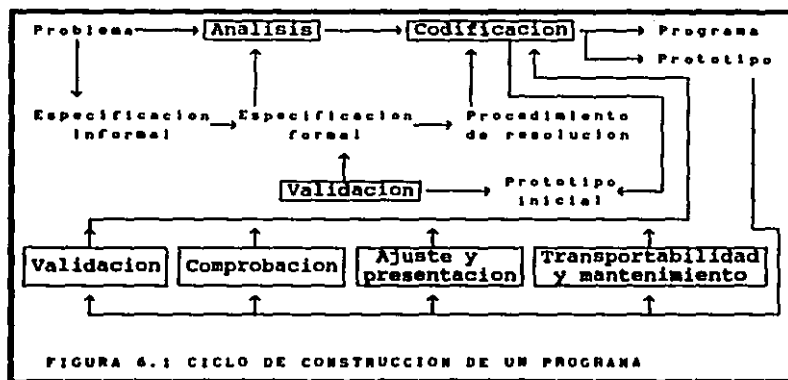 Problema Analisis Codificacion Programa
Prototipo
Especificacion Especificacion Procedimiento
informal formal de resolucion
Validacion Prototipo
inicial
Validacion Comprobacion Ajuste y Transportabilidad
presentacion y mantenimiento
FIGURA 6.1 CICLO DE CONSTRUCCION DE UN PROGRAMA